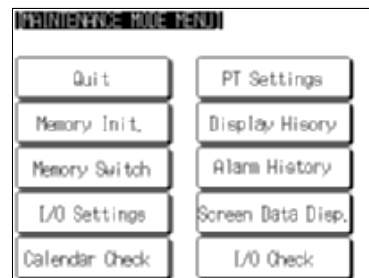 [MAINTENANCE MODE MENU]
Quit
PT Settings
Memory Init.
Display Hisory
Memory Switch
Alarm History
I/O Settings
Screen Data Disp.
Calendar Check
I/O Check